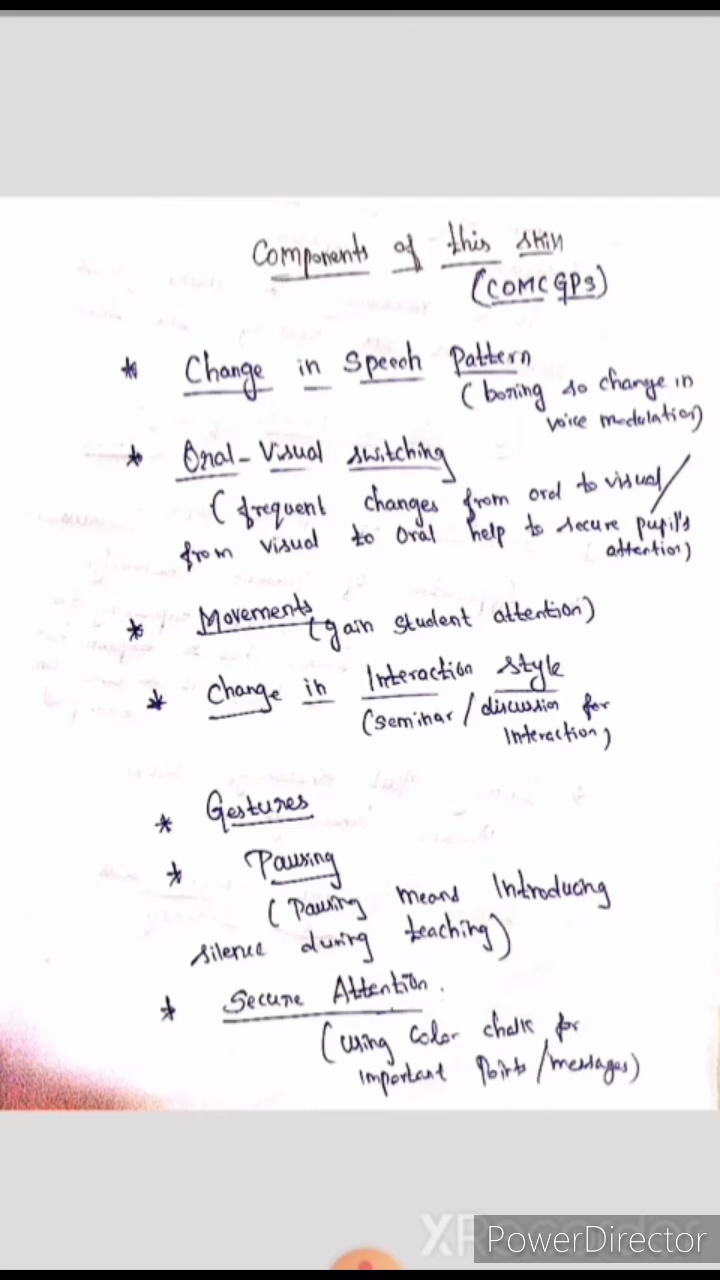 Components of this skill
(COMCGPS)
* Change in Speech Pattern
(boring so change in
voice modulation)
* Oral-Visual switching
(frequent changes from oral to visual/
from visual to oral help to secure pupil's
attention)
* Movements (gain student attention)
* Change in Interaction style
(seminar/discussion for
Interaction)
* Gestures
* Pausing
(Pausing means Introducing
silence during teaching)
* Secure Attention.
(using color chalk for
important points/messages)
PowerDirector